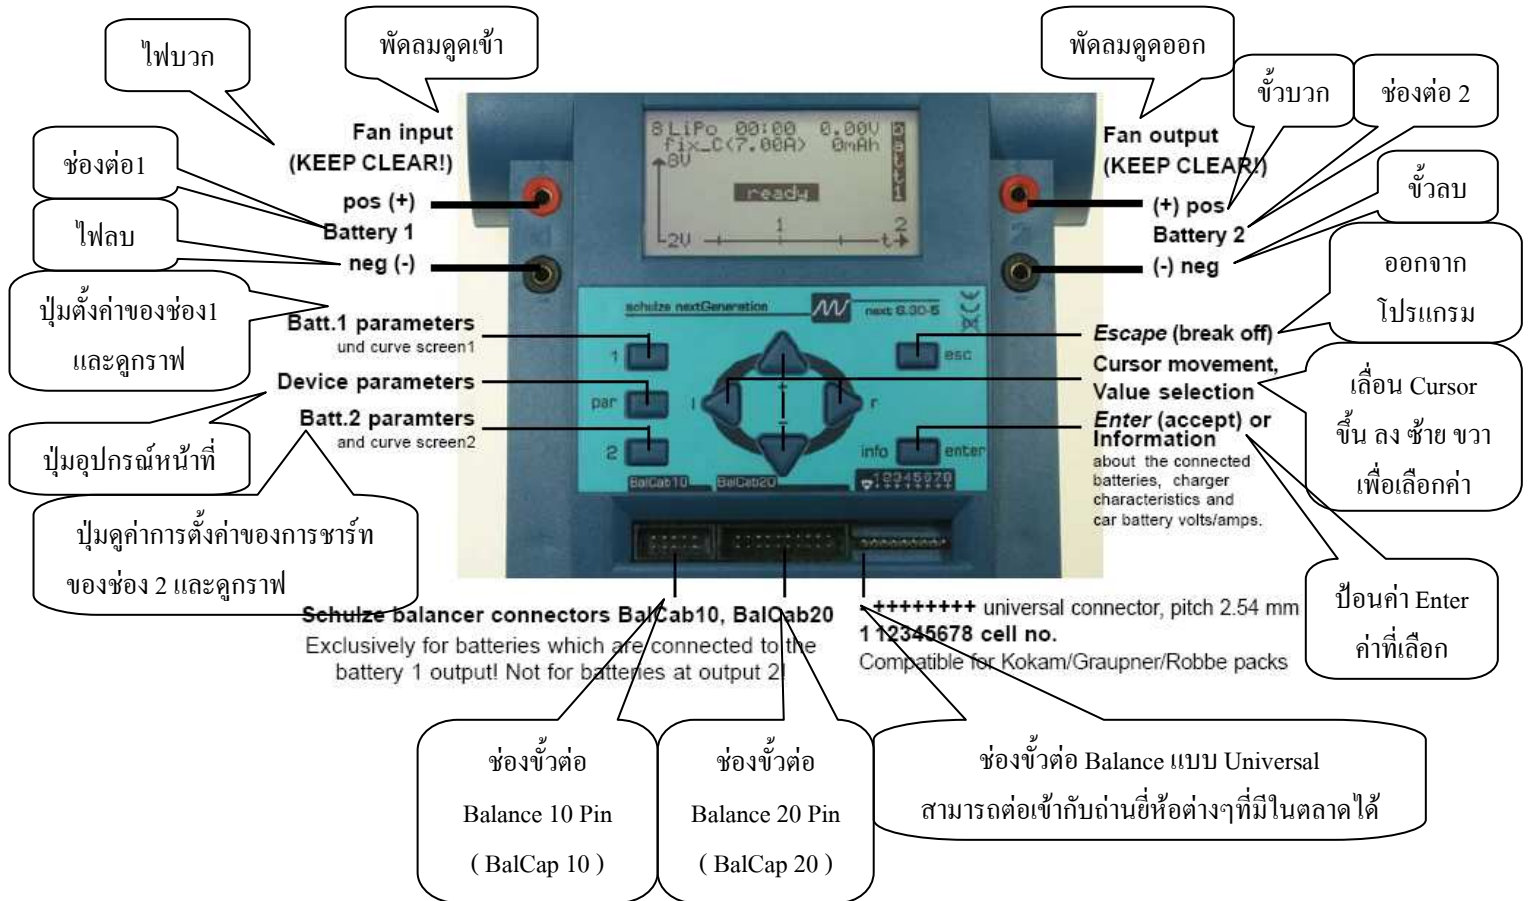 ไฟบวก
พัดลมดูดเข้า
พัดลมดูดออก
ขั้วบวก
ช่องต่อ 2
ช่องต่อ1
Fan input
(KEEP CLEAR!)
pos (+)
Battery 1
neg (-)
ไฟลบ
Fan output
(KEEP CLEAR!)
(+) pos
Battery 2
(-) neg
ขั้วลบ
8 LiPo 00:00 0.00V
fix_C(7.00A) 0mAh
8V
ready
2V
1
2
t
batt1
ปุ่มตั้งค่าของช่อง1
และดูกราฟ
Batt.1 parameters
und curve screen1
Device parameters
Batt.2 paramters
and curve screen2
ปุ่มอุปกรณ์หน้าที่
ปุ่มดูค่าการตั้งค่าของการชาร์ท
ของช่อง 2 และดูกราฟ
schulze nextGeneration
next 6.30-5
1
esc
par
l
+
-
r
2
info
enter
BalCab10
BalCab20
12345678
ออกจาก
โปรแกรม
Escape (break off)
Cursor movement,
Value selection
Enter (accept) or
Information
about the connected
batteries, charger
characteristics and
car battery volts/amps.
เลื่อน Cursor
ขึ้น ลง ซ้าย ขวา
เพื่อเลือกค่า
ป้อนค่า Enter
ค่าที่เลือก
Schulze balancer connectors BalCab10, BalCab20
Exclusively for batteries which are connected to the
battery 1 output! Not for batteries at output 2!
++++++++ universal connector, pitch 2.54 mm
1 12345678 cell no.
Compatible for Kokam/Graupner/Robbe packs
ช่องขั้วต่อ
Balance 10 Pin
( BalCap 10 )
ช่องขั้วต่อ
Balance 20 Pin
( BalCap 20 )
ช่องขั้วต่อ Balance แบบ Universal
สามารถต่อเข้ากับถ่านยี่ห้อต่างๆที่มีในตลาดได้